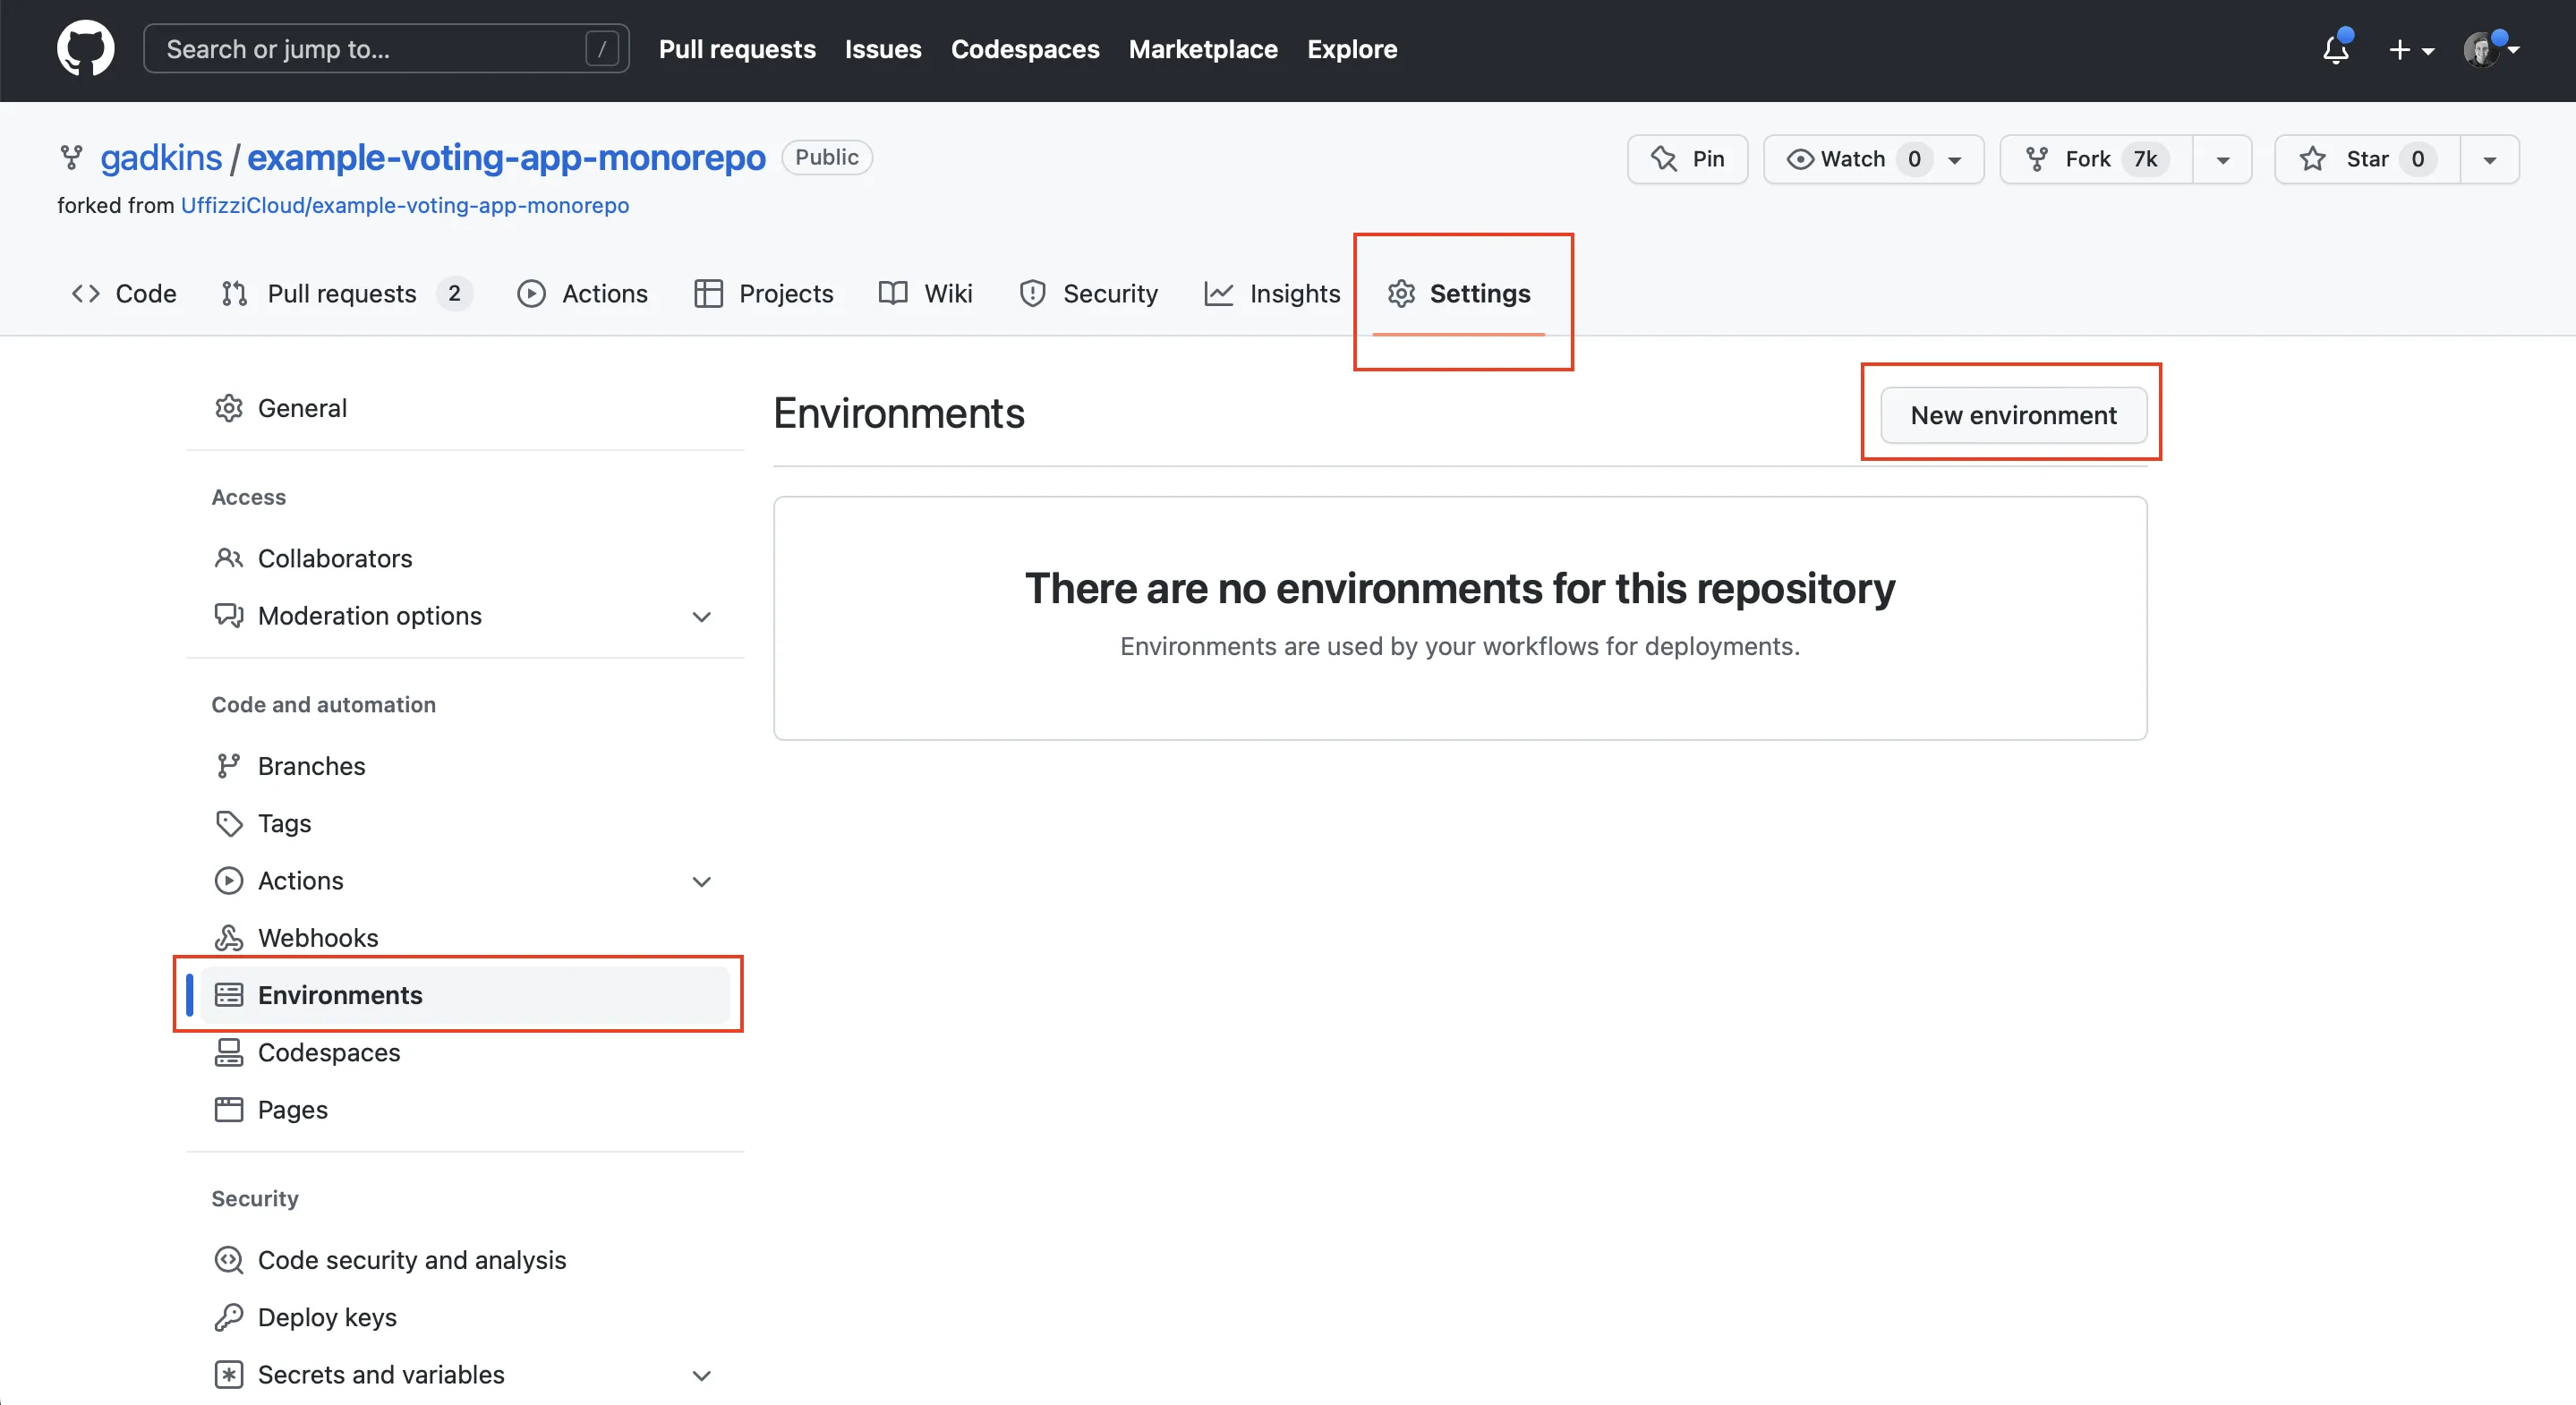 Search or jump to... /
Pull requests Issues Codespaces Marketplace Explore
gadkins / example-voting-app-monorepo Public
Pin Watch 0 Fork 7k Star 0
forked from UffizziCloud/example-voting-app-monorepo
Code Pull requests 2 Actions Projects Wiki Security Insights Settings
General
Access
Collaborators
Moderation options
Code and automation
Branches
Tags
Actions
Webhooks
Environments
Codespaces
Pages
Security
Code security and analysis
Deploy keys
Secrets and variables
Environments
New environment
There are no environments for this repository
Environments are used by your workflows for deployments.